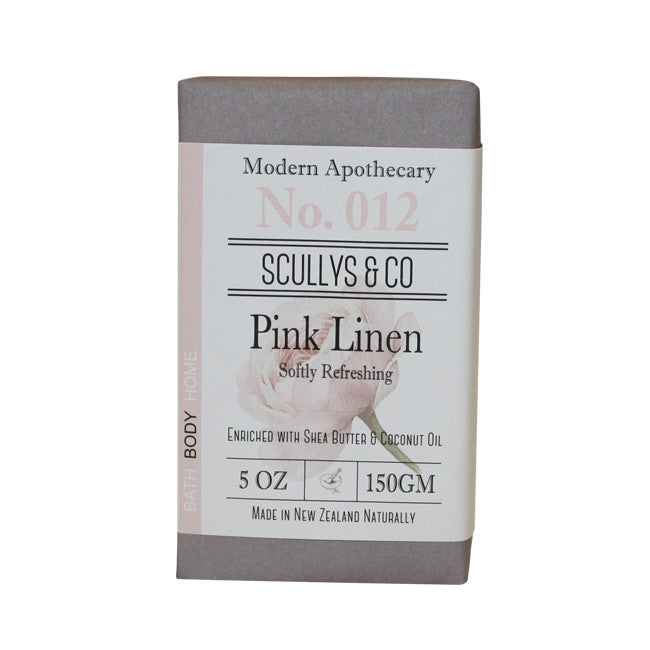 Modern Apothecary
No. 012
SCULLYS & CO
Pink Linen
Softly Refreshing
ENRICHED WITH SHEA BUTTER & COCONUT OIL
5 OZ 150GM
MADE IN NEW ZEALAND NATURALLY
BATH BODY HOME